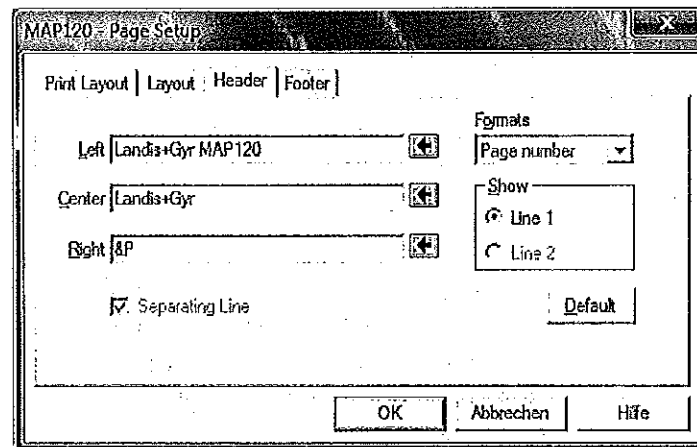 MAP120 - Page Setup
Print Layout Layout Header Footer
Formats
Left Landis+Gyr MAP120 Page number
Center Landis+Gyr Show
Line 1
Right &P Line 2
Separating Line Default
OK Abbrechen Hilfe